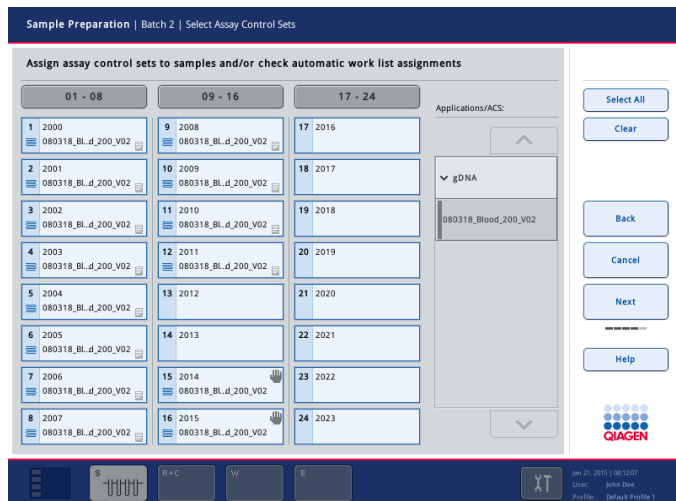 Sample Preparation | Batch 2 | Select Assay Control Sets
Assign assay control sets to samples and/or check automatic work list assignments
01 - 08
09 - 16
17 - 24
Applications/ACS:
1 2000
080318_Bl..d_200_V02
2 2001
080318_Bl..d_200_V02
3 2002
080318_Bl..d_200_V02
4 2003
080318_Bl..d_200_V02
5 2004
080318_Bl..d_200_V02
6 2005
080318_Bl..d_200_V02
7 2006
080318_Bl..d_200_V02
8 2007
080318_Bl..d_200_V02
9 2008
080318_Bl..d_200_V02
10 2009
080318_Bl..d_200_V02
11 2010
080318_Bl..d_200_V02
12 2011
080318_Bl..d_200_V02
13 2012
14 2013
15 2014
080318_Bl..d_200_V02
16 2015
080318_Bl..d_200_V02
17 2016
18 2017
19 2018
20 2019
21 2020
22 2021
23 2022
24 2023
gDNA
080318_Blood_200_V02
Select All
Clear
Back
Cancel
Next
Help
QIAGEN
S
R+C
W
E
Jan 21, 2015 | 08:12:07
User: John Doe
Profile: Default Profile 1